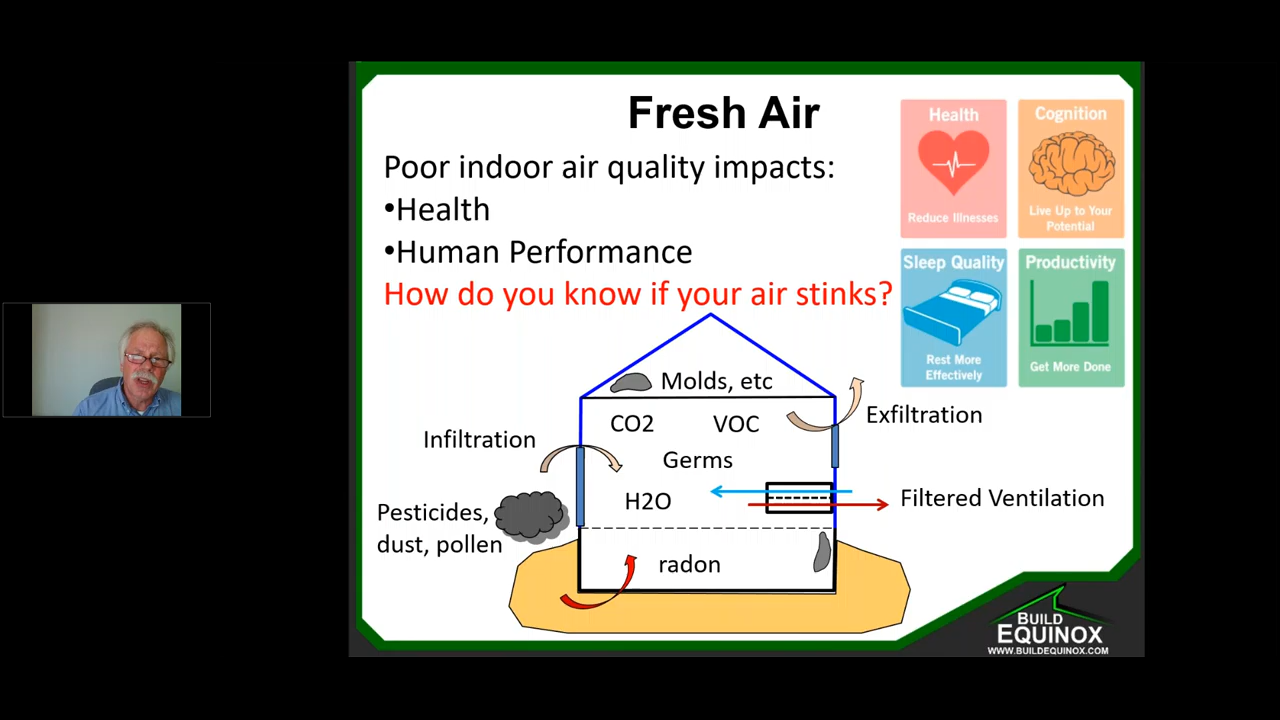 Fresh Air
Poor indoor air quality impacts:
•Health
•Human Performance
How do you know if your air stinks?
Health
Reduce Illnesses
Cognition
Live Up to Your
Potential
Sleep Quality
Rest More
Effectively
Productivity
Get More Done
Molds, etc
CO2
VOC
Exfiltration
Infiltration
Germs
H2O
Filtered Ventilation
Pesticides,
dust, pollen
radon
BUILD
EQUINOX
WWW.BUILDEQUINOX.COM